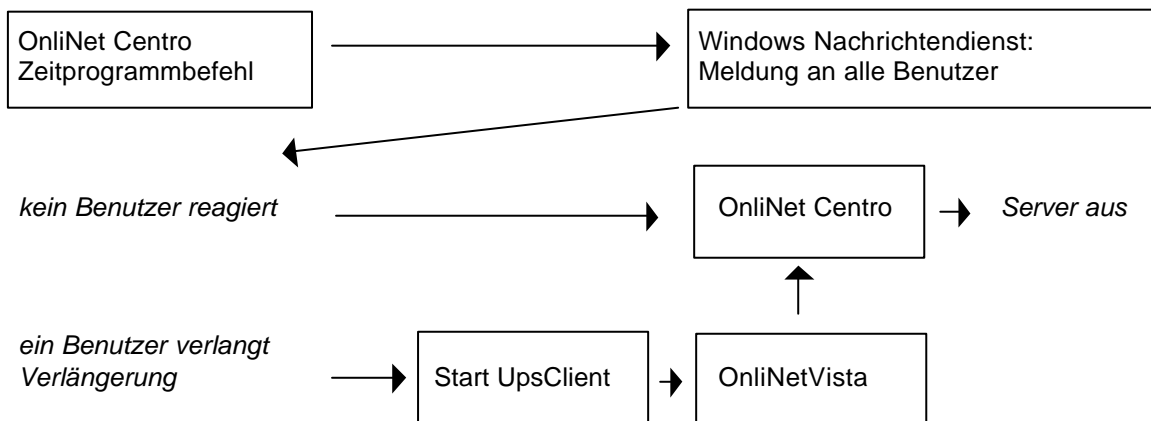 OnliNet Centro
Zeitprogrammbefehl
Windows Nachrichtendienst:
Meldung an alle Benutzer
kein Benutzer reagiert
OnliNet Centro
Server aus
ein Benutzer verlangt
Verlängerung
Start UpsClient
OnliNetVista